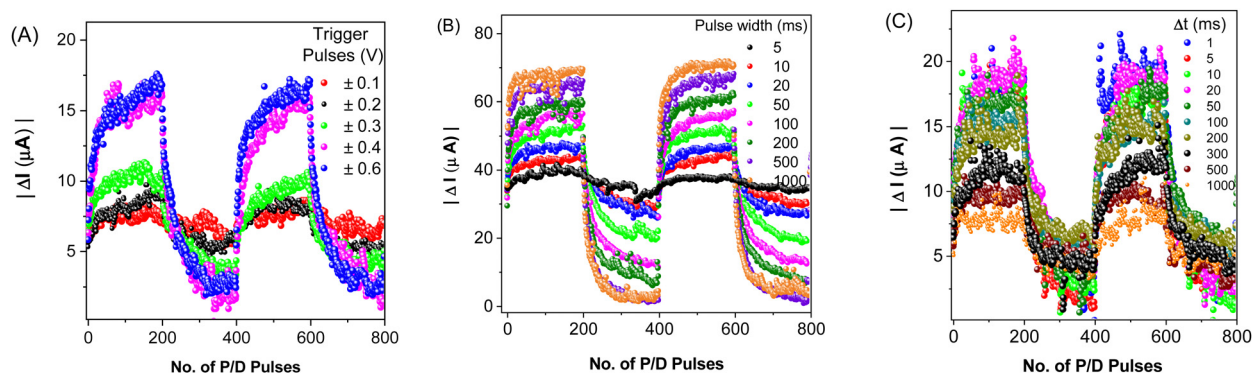 (A)
Trigger
Pulses (V)
± 0.1
± 0.2
± 0.3
± 0.4
± 0.6
20
15
10
5
| ΔI (μA) |
0 200 400 600 800
No. of P/D Pulses
(B)
Pulse width (ms)
5
10
20
50
100
200
500
1000
80
60
40
20
0
| Δ I (μ A) |
0 200 400 600 800
No. of P/D Pulses
(C)
Δt (ms)
1
5
10
20
50
100
200
300
500
1000
20
15
10
5
| ΔI (μ A) |
0 200 400 600 800
No. of P/D Pulses